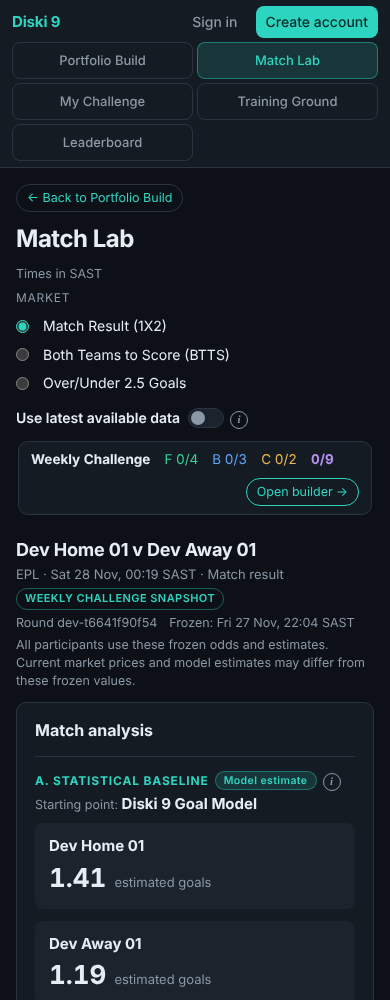 Diski 9
Sign in
Create account
Portfolio Build
Match Lab
My Challenge
Training Ground
Leaderboard
← Back to Portfolio Build
Match Lab
Times in SAST
MARKET
Match Result (1X2)
Both Teams to Score (BTTS)
Over/Under 2.5 Goals
Use latest available data i
Weekly Challenge F 0/4 B 0/3 C 0/2 0/9
Open builder →
Dev Home 01 v Dev Away 01
EPL · Sat 28 Nov, 00:19 SAST · Match result
WEEKLY CHALLENGE SNAPSHOT
Round dev-t6641f90f54 Frozen: Fri 27 Nov, 22:04 SAST
All participants use these frozen odds and estimates.
Current market prices and model estimates may differ from
these frozen values.
Match analysis
A. STATISTICAL BASELINE Model estimate i
Starting point: Diski 9 Goal Model
Dev Home 01
1.41 estimated goals
Dev Away 01
1.19 estimated goals